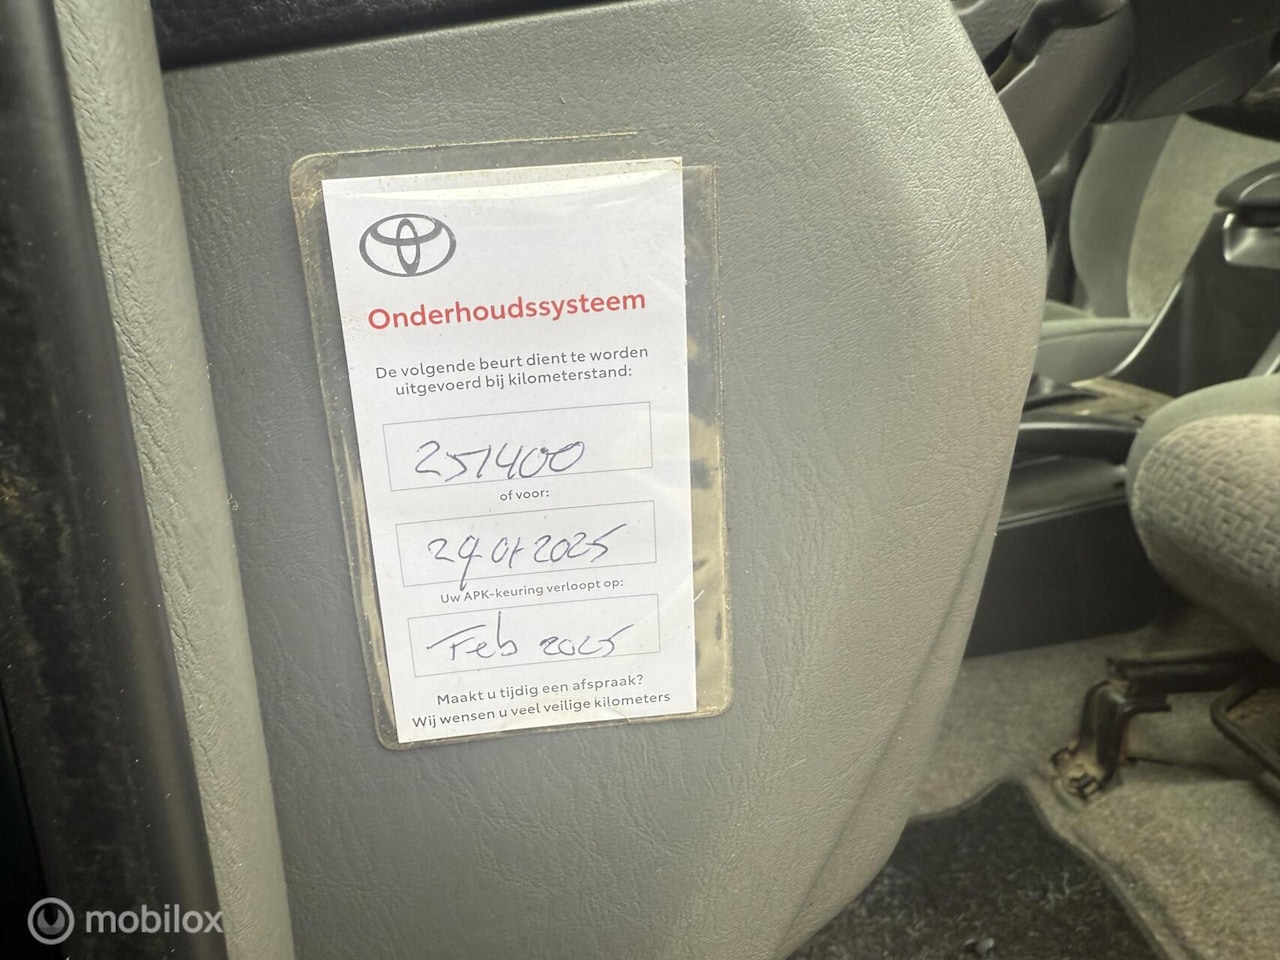 Onderhoudssysteem
De volgende beurt dient te worden
uitgevoerd bij kilometerstand:
251400
of voor:
29 01 2025
Uw APK-keuring verloopt op:
Feb 2025
Maakt u tijdig een afspraak?
Wij wensen u veel veilige kilometers
mobilox